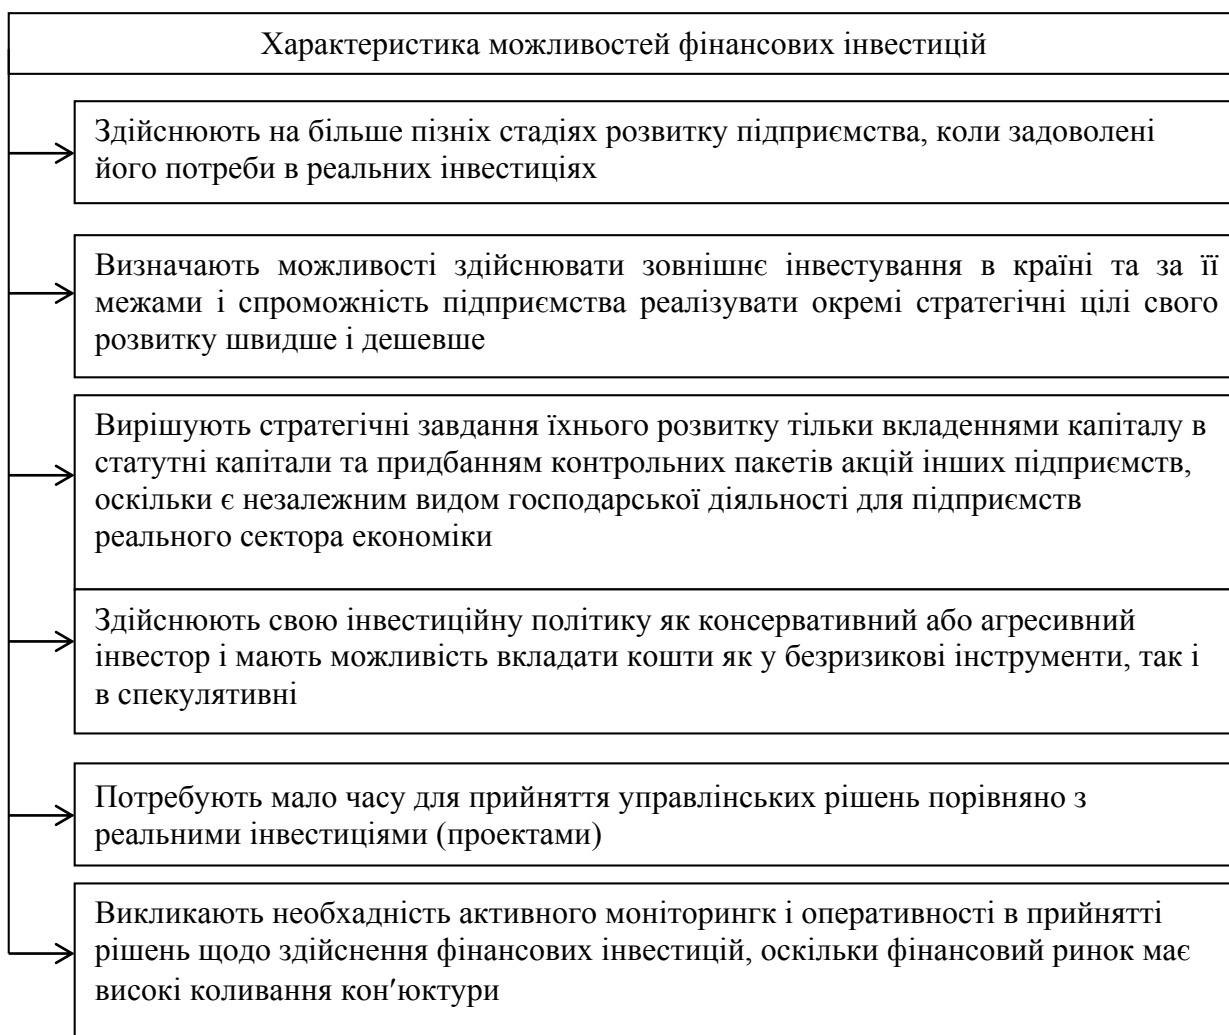 Характеристика можливостей фінансових інвестицій
Здійснюють на більше пізніх стадіях розвитку підприємства, коли задоволені
його потреби в реальних інвестиціях
Визначають можливості здійснювати зовнішнє інвестування в країні та за її
межами і спроможність підприємства реалізувати окремі стратегічні цілі свого
розвитку швидше і дешевше
Вирішують стратегічні завдання їхнього розвитку тільки вкладеннями капіталу в
статутні капітали та придбанням контрольних пакетів акцій інших підприємств,
оскільки є незалежним видом господарської діяльності для підприємств
реального сектора економіки
Здійснюють свою інвестиційну політику як консервативний або агресивний
інвестор і мають можливість вкладати кошти як у безризикові інструменти, так і
в спекулятивні
Потребують мало часу для прийняття управлінських рішень порівняно з
реальними інвестиціями (проектами)
Викликають необхадність активного моніторингк і оперативності в прийнятті
рішень щодо здійснення фінансових інвестицій, оскільки фінансовий ринок має
високі коливання кон′юктури